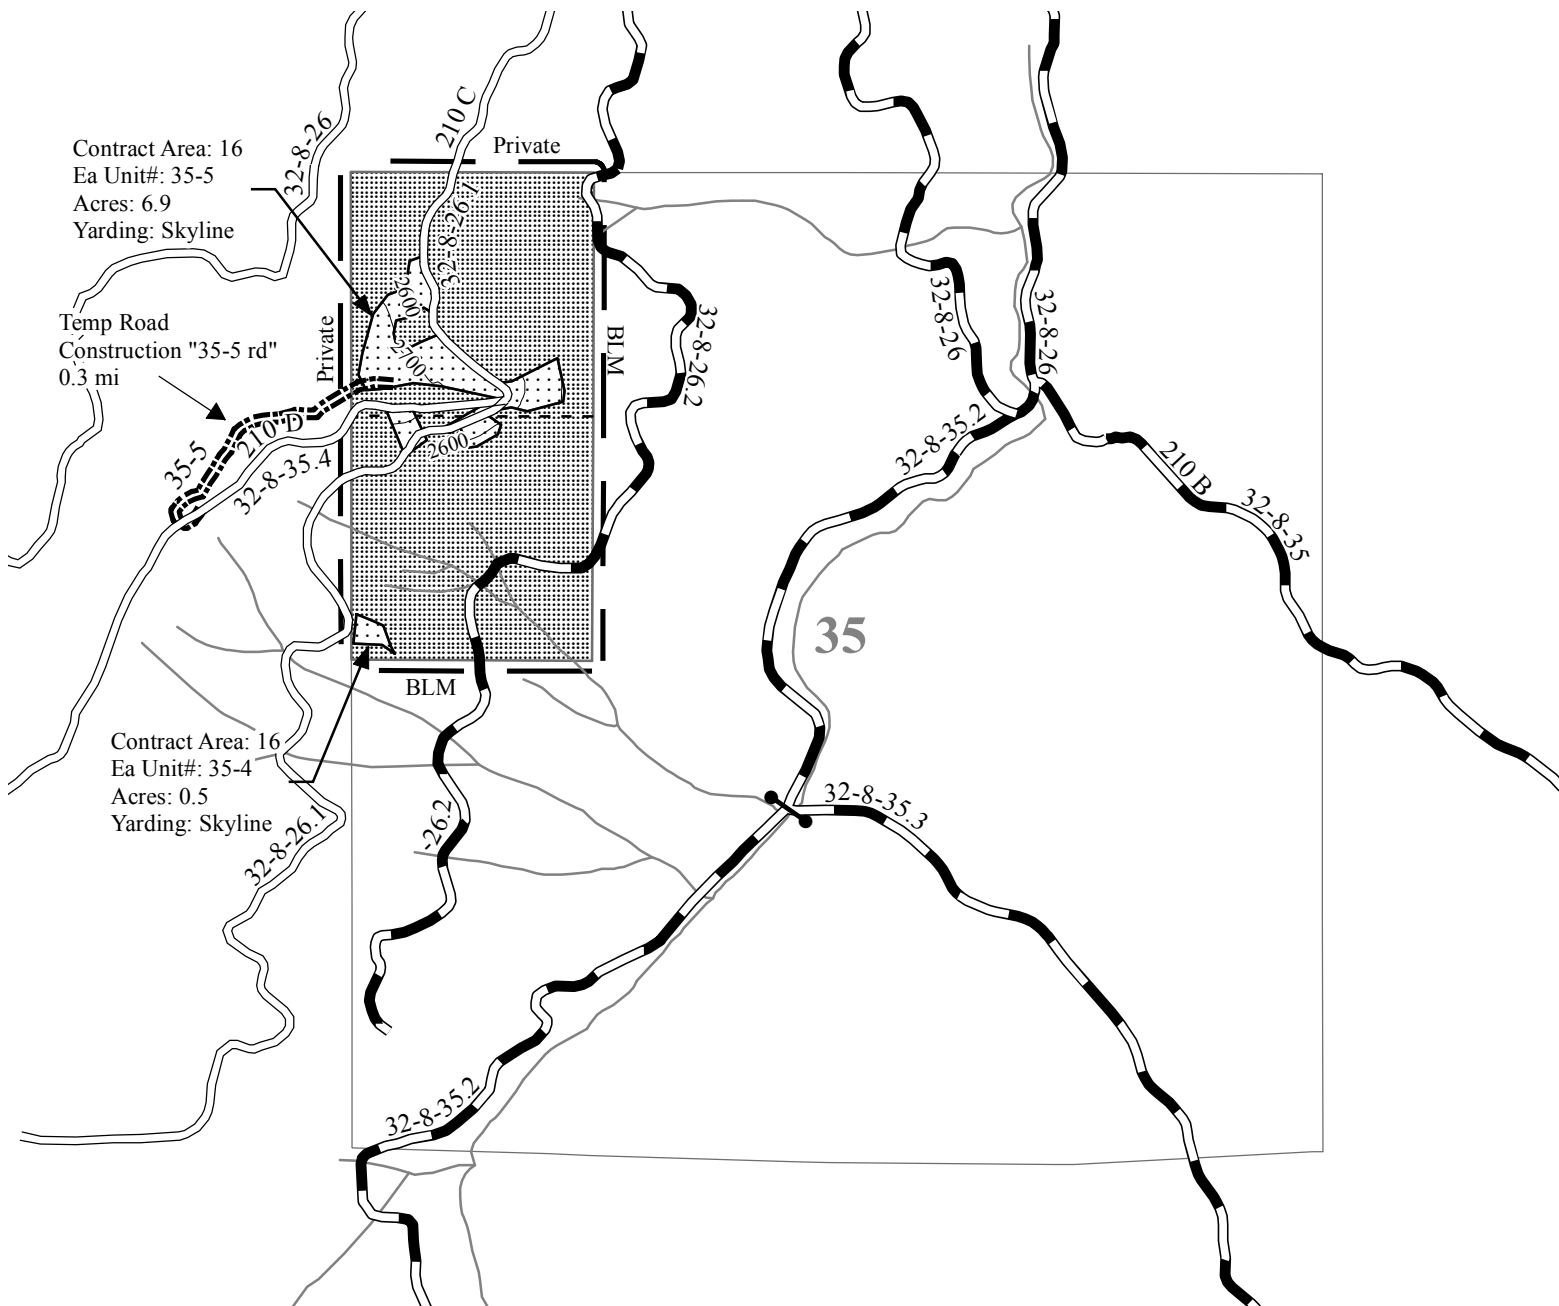 210 C
32-8-26
Private
Contract Area: 16
Ea Unit#: 35-5
Acres: 6.9
Yarding: Skyline
32-8-26.1
2600
Temp Road
Construction "35-5 rd"
0.3 mi
Private
BLM
32-8-26.2
32-8-26
32-8-26
2700
210 D
35-5
32-8-35.4
2600
32-8-35.2
210 B
32-8-35
35
BLM
Contract Area: 16
Ea Unit#: 35-4
Acres: 0.5
Yarding: Skyline
32-8-26.1
-26.2
32-8-35.3
32-8-35.2